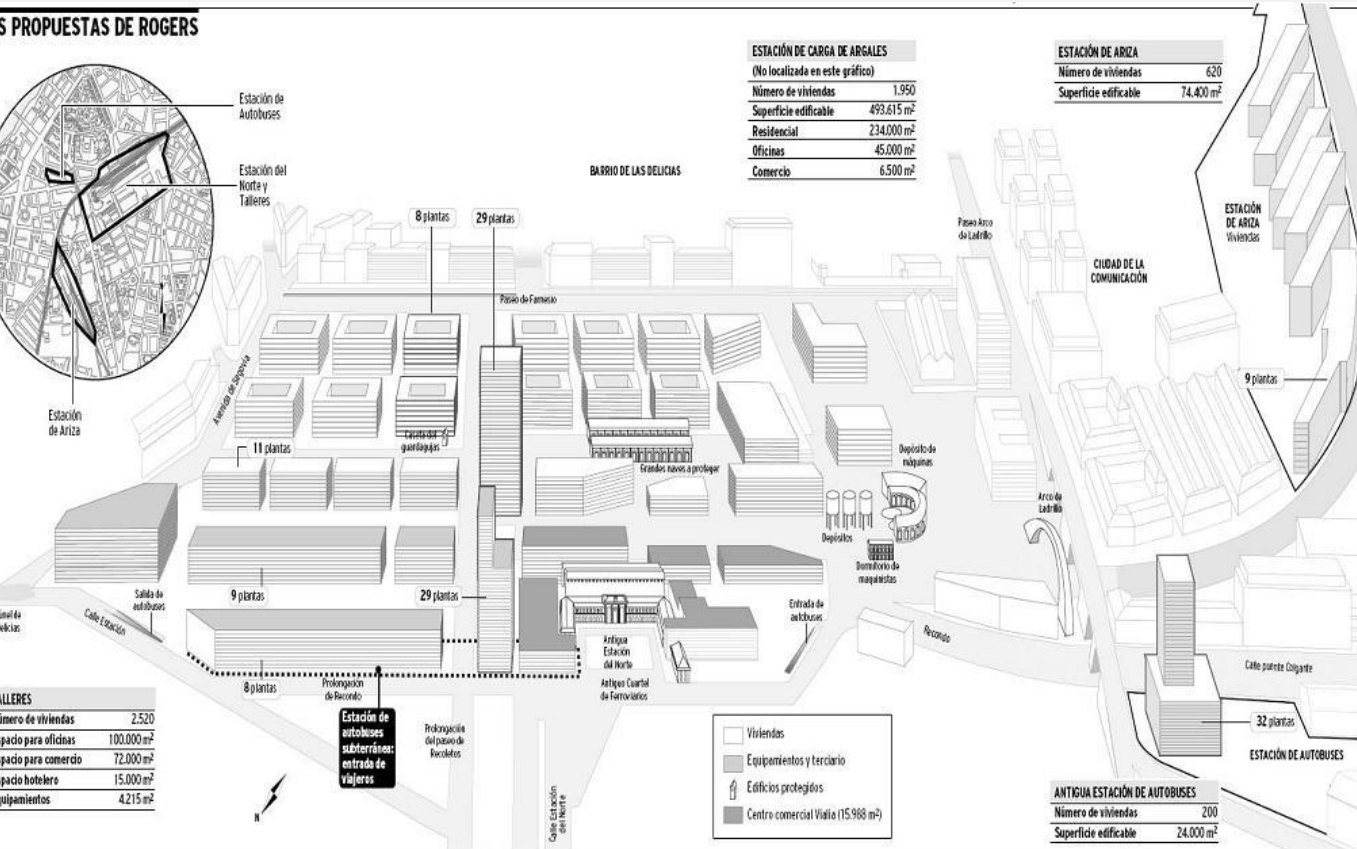 S PROPUESTAS DE ROGERS
Estación de
Autobuses
Estación del
Norte y
Talleres
Estación
de Ariza
ESTACIÓN DE CARGA DE ARGALES
(No localizada en este gráfico)
Número de viviendas 1.950
Superficie edificable 493.615 m²
Residencial 234.000 m²
Oficinas 45.000 m²
Comercio 6.500 m²
ESTACIÓN DE ARIZA
Número de viviendas 620
Superficie edificable 74.400 m²
BARRIO DE LAS DELICIAS
8 plantas
29 plantas
Paseo Arco
de Ladrillo
ESTACIÓN
DE ARIZA
Viviendas
CIUDAD DE LA
COMUNICACIÓN
Paseo de Farnesio
Avenida de Segovia
9 plantas
Caseta del
guardagujas
11 plantas
Grandes naves a proteger
Depósito de
máquinas
Arco de
Ladrillo
Depósitos
Dormitorio de
maquinistas
Salida de
autobuses
9 plantas
29 plantas
Entrada de
autobuses
únel de
elicias
Calle Estación
Recondo
Antigua
Estación
del Norte
Calle puente Colgante
8 plantas
Prolongación
de Recondo
Antiguo Cuartel
de Ferroviarios
32 plantas
ESTACIÓN DE AUTOBUSES
Estación de
autobuses
subterránea:
entrada de
viajeros
Prolongación
del paseo de
Recoletos
ALLERES
úmero de viviendas 2.520
spacio para oficinas 100.000 m²
spacio para comercio 72.000 m²
spacio hotelero 15.000 m²
quipamientos 4.215 m²
N
Calle Estación
del Norte
Viviendas
Equipamientos y terciario
Edificios protegidos
Centro comercial Vialia (15.988 m²)
ANTIGUA ESTACIÓN DE AUTOBUSES
Número de viviendas 200
Superficie edificable 24.000 m²